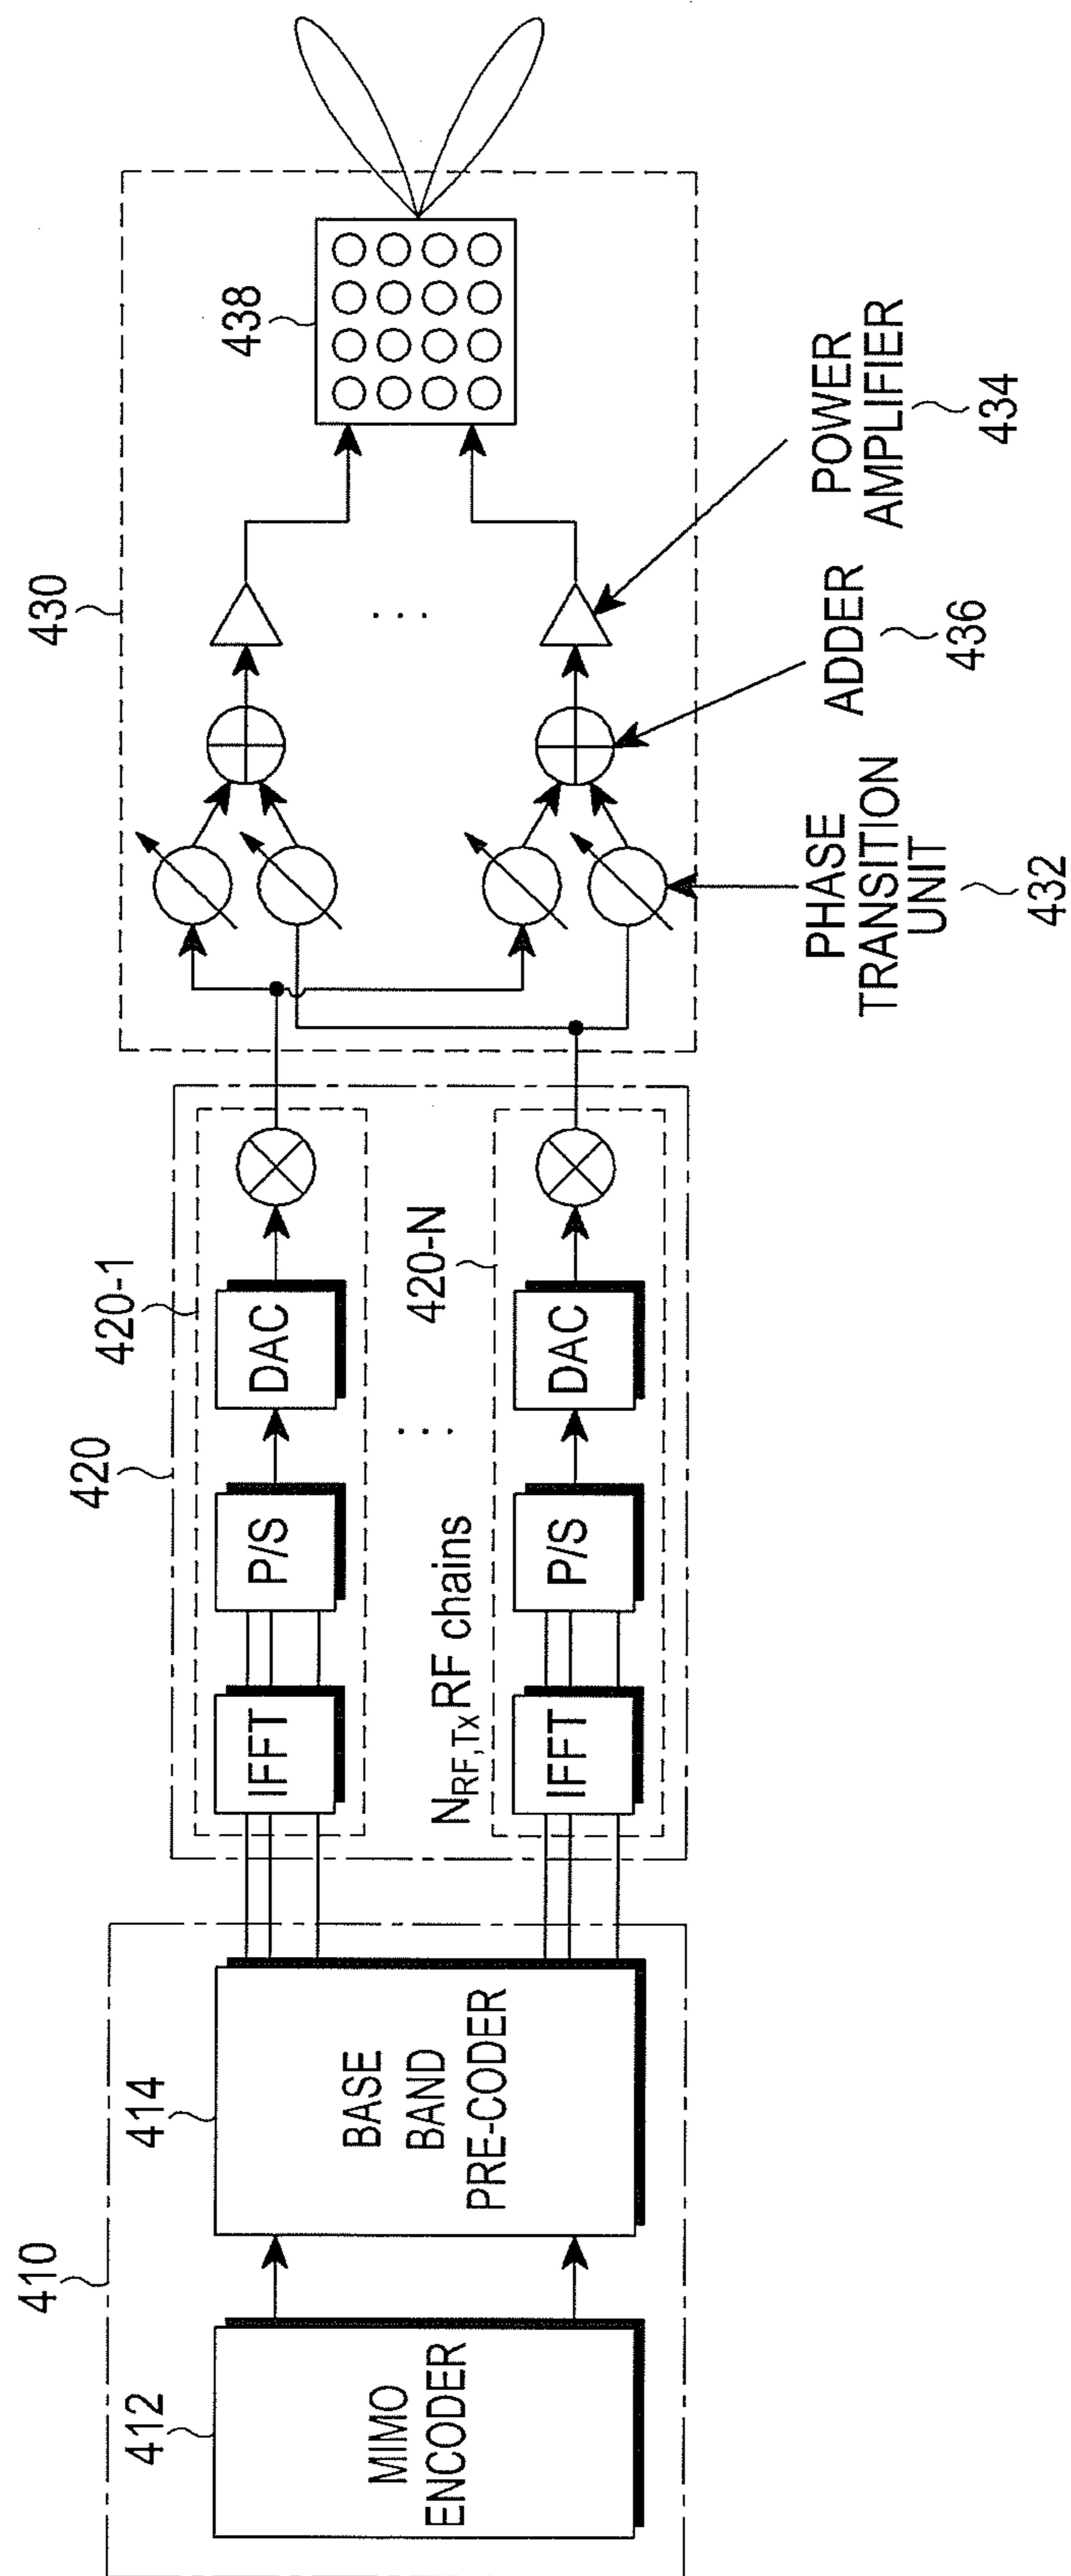 410
412
MIMO
ENCODER
414
BASE
BAND
PRE-CODER
420
420-1
IFFT
P/S
DAC
. . .
N_RF,Tx RF chains
420-N
IFFT
P/S
DAC
430
. . .
438
PHASE
TRANSITION
UNIT
432
ADDER
436
POWER
AMPLIFIER
434